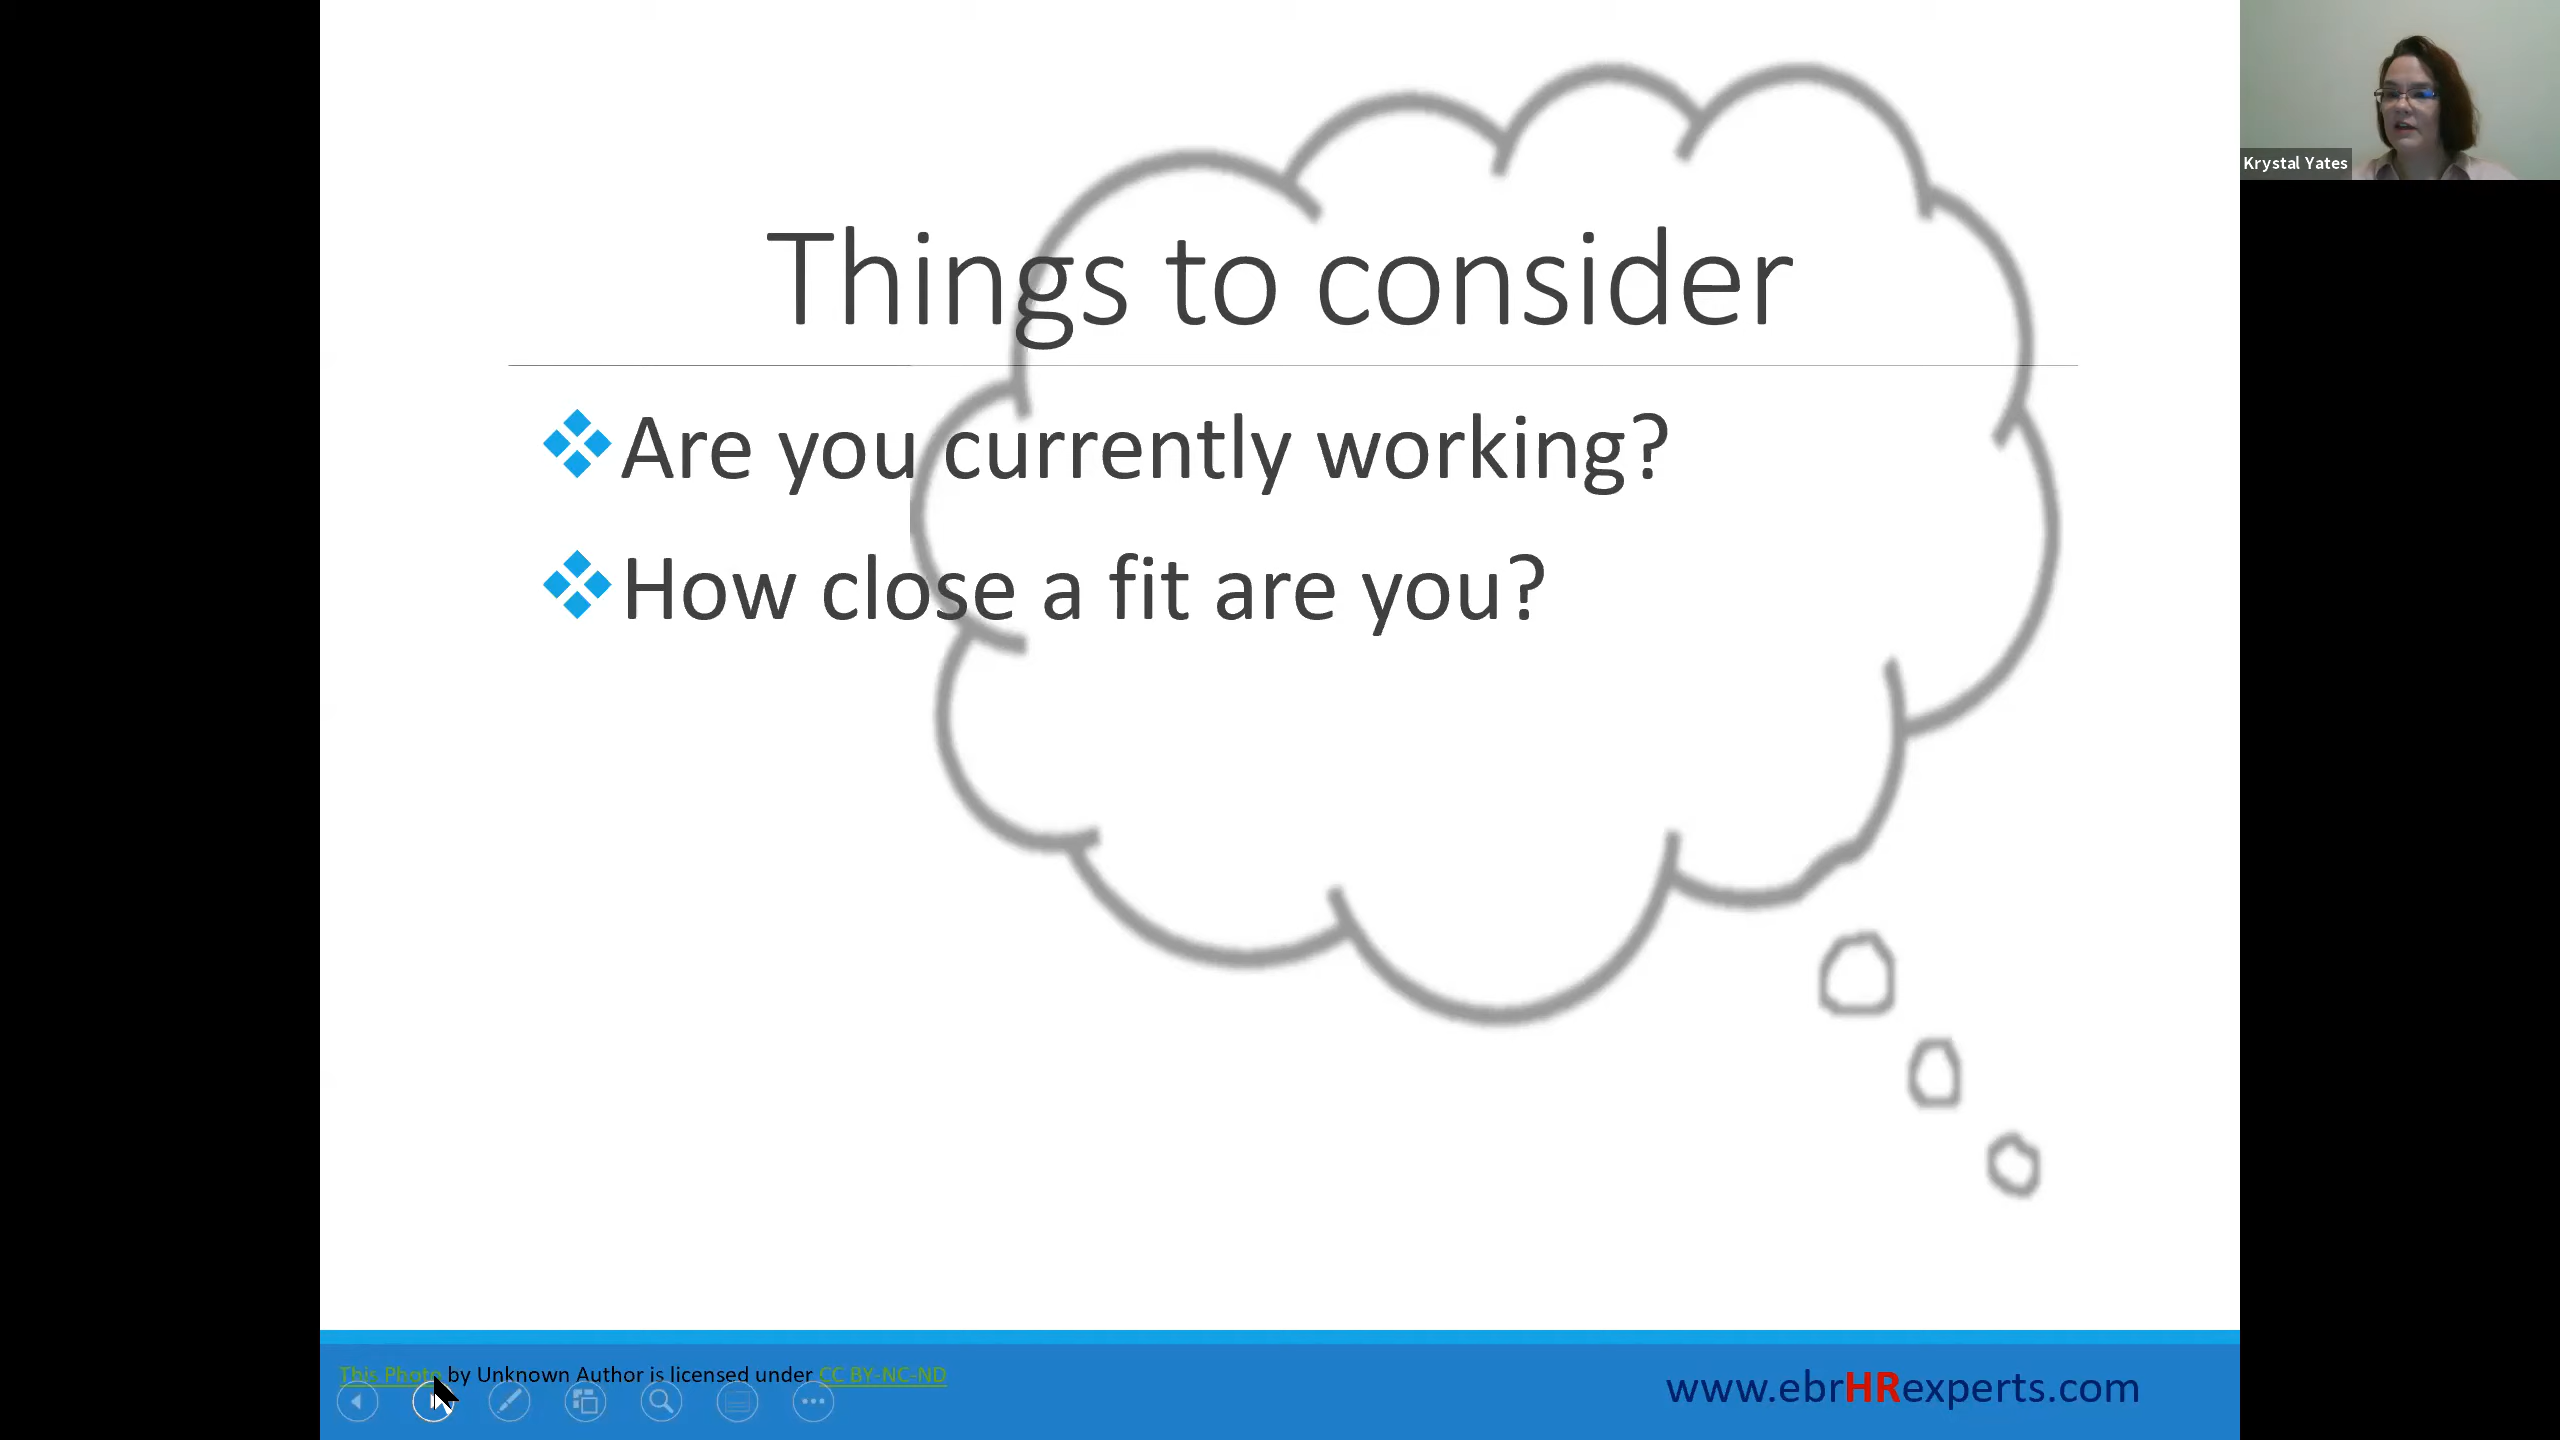 Krystal Yates
Things to consider
Are you currently working?
How close a fit are you?
This Photo by Unknown Author is licensed under CC BY-NC-ND
www.ebrHRexperts.com